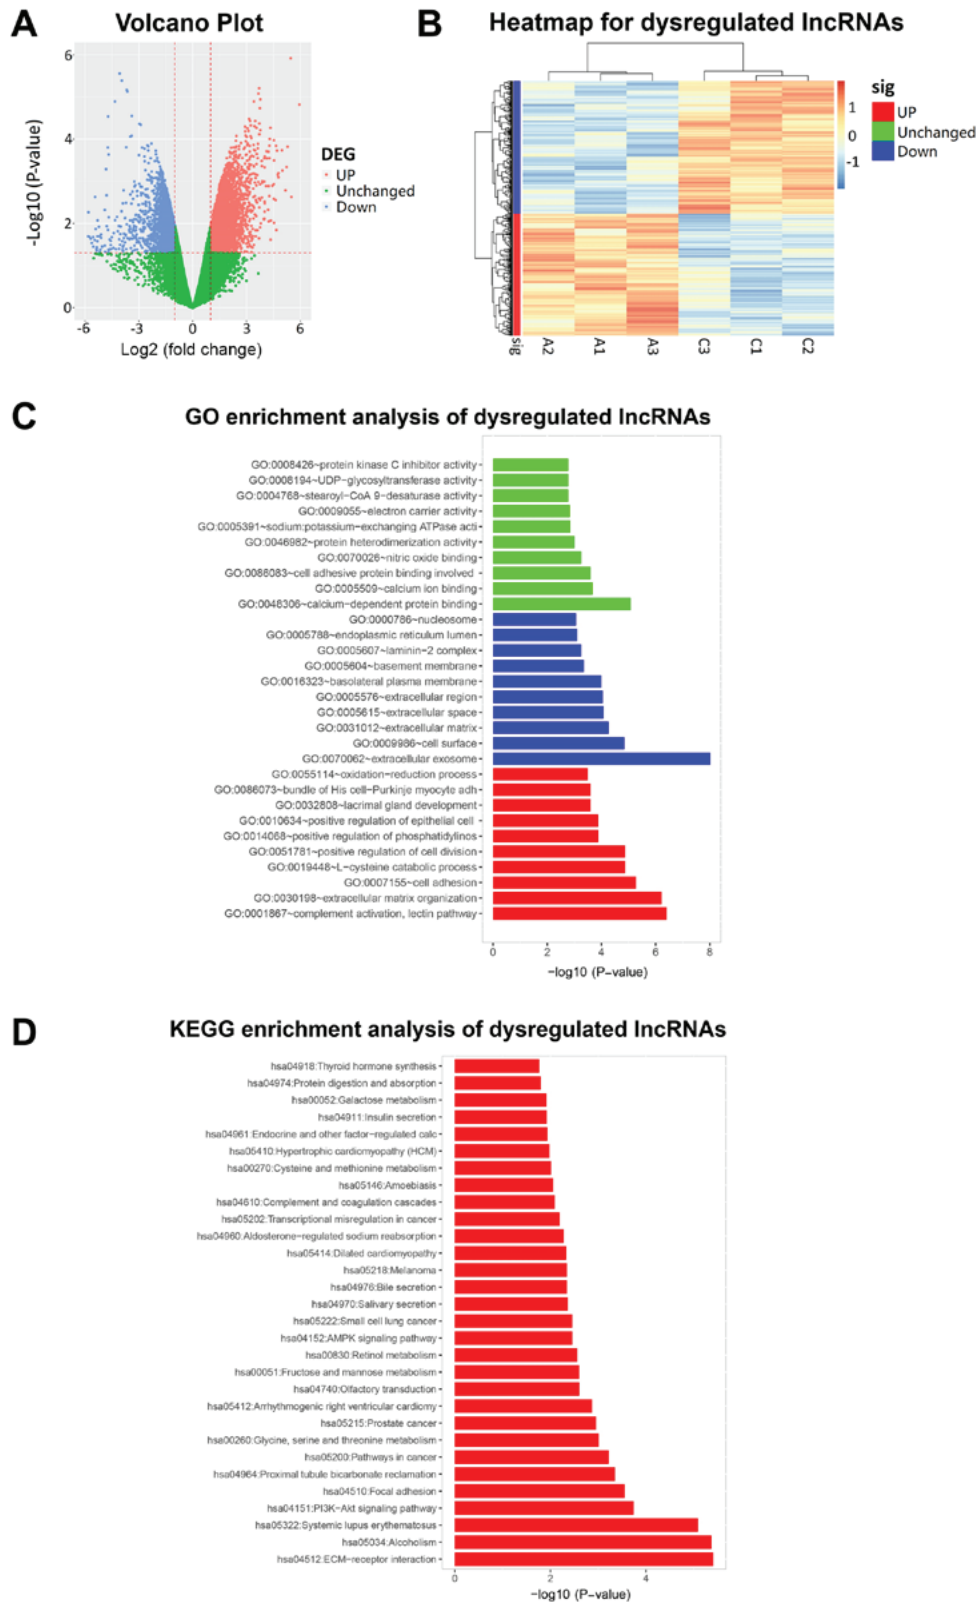 A
Volcano Plot
-Log10 (P-value)
6
4
2
0
-6
-3
0
3
6
Log2 (fold change)
DEG
UP
Unchanged
Down
B
Heatmap for dysregulated lncRNAs
1
0
-1
sig
UP
Unchanged
Down
sig
A2
A1
A3
C3
C1
C2
C
GO enrichment analysis of dysregulated lncRNAs
GO:0008426~protein kinase C inhibitor activity
GO:0008194~UDP-glycosyltransferase activity
GO:0004768~stearoyl-CoA 9-desaturase activity
GO:0009055~electron carrier activity
GO:0005391~sodium:potassium-exchanging ATPase acti
GO:0046982~protein heterodimerization activity
GO:0070026~nitric oxide binding
GO:0086083~cell adhesive protein binding involved
GO:0005509~calcium ion binding
GO:0048306~calcium-dependent protein binding
GO:0000786~nucleosome
GO:0005788~endoplasmic reticulum lumen
GO:0005607~laminin-2 complex
GO:0005604~basement membrane
GO:0016323~basolateral plasma membrane
GO:0005576~extracellular region
GO:0005615~extracellular space
GO:0031012~extracellular matrix
GO:0009986~cell surface
GO:0070062~extracellular exosome
GO:0055114~oxidation-reduction process
GO:0086073~bundle of His cell-Purkinje myocyte adh
GO:0032808~lacrimal gland development
GO:0010634~positive regulation of epithelial cell
GO:0014068~positive regulation of phosphatidylinos
GO:0051781~positive regulation of cell division
GO:0019448~L-cysteine catabolic process
GO:0007155~cell adhesion
GO:0030198~extracellular matrix organization
GO:0001867~complement activation, lectin pathway
0
2
4
6
8
-log10 (P-value)
D
KEGG enrichment analysis of dysregulated lncRNAs
hsa04918:Thyroid hormone synthesis
hsa04974:Protein digestion and absorption
hsa00052:Galactose metabolism
hsa04911:Insulin secretion
hsa04961:Endocrine and other factor-regulated calc
hsa05410:Hypertrophic cardiomyopathy (HCM)
hsa00270:Cysteine and methionine metabolism
hsa05146:Amoebiasis
hsa04610:Complement and coagulation cascades
hsa05202:Transcriptional misregulation in cancer
hsa04960:Aldosterone-regulated sodium reabsorption
hsa05414:Dilated cardiomyopathy
hsa05218:Melanoma
hsa04976:Bile secretion
hsa04970:Salivary secretion
hsa05222:Small cell lung cancer
hsa04152:AMPK signaling pathway
hsa00830:Retinol metabolism
hsa00051:Fructose and mannose metabolism
hsa04740:Olfactory transduction
hsa05412:Arrhythmogenic right ventricular cardiomy
hsa05215:Prostate cancer
hsa00260:Glycine, serine and threonine metabolism
hsa05200:Pathways in cancer
hsa04964:Proximal tubule bicarbonate reclamation
hsa04510:Focal adhesion
hsa04151:PI3K-Akt signaling pathway
hsa05322:Systemic lupus erythematosus
hsa05034:Alcoholism
hsa04512:ECM-receptor interaction
0
2
4
-log10 (P-value)